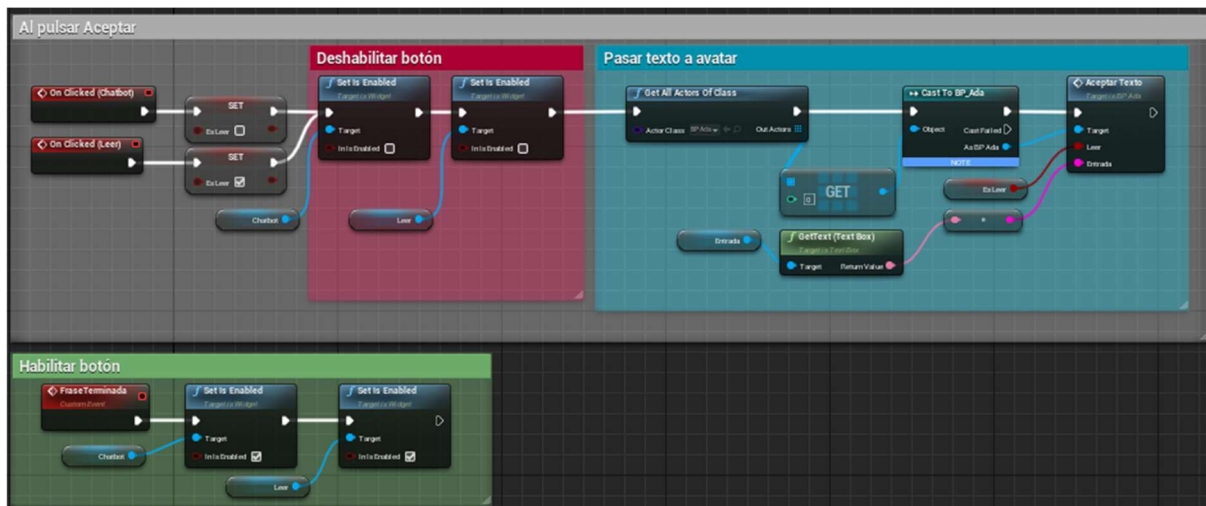 Al pulsar Aceptar
Deshabilitar botón
Pasar texto a avatar
On Clicked (Chatbot)
SET
Es Leer
On Clicked (Leer)
SET
Es Leer
Set Is Enabled
Target is Widget
Target
In Is Enabled
Chatbot
Set Is Enabled
Target is Widget
Target
In Is Enabled
Leer
Get All Actors Of Class
Actor Class BP Ada Out Actors
GET
0
Entrada
GetText (Text Box)
Target is Text Box
Target Return Value
Cast To BP_Ada
Object Cast Failed
As BP Ada
NOTE
Es Leer
Aceptar Texto
Target is BP Ada
Target
Leer
Entrada
Habilitar botón
FraseTerminada
Custom Event
Chatbot
Set Is Enabled
Target is Widget
Target
In Is Enabled
Leer
Set Is Enabled
Target is Widget
Target
In Is Enabled